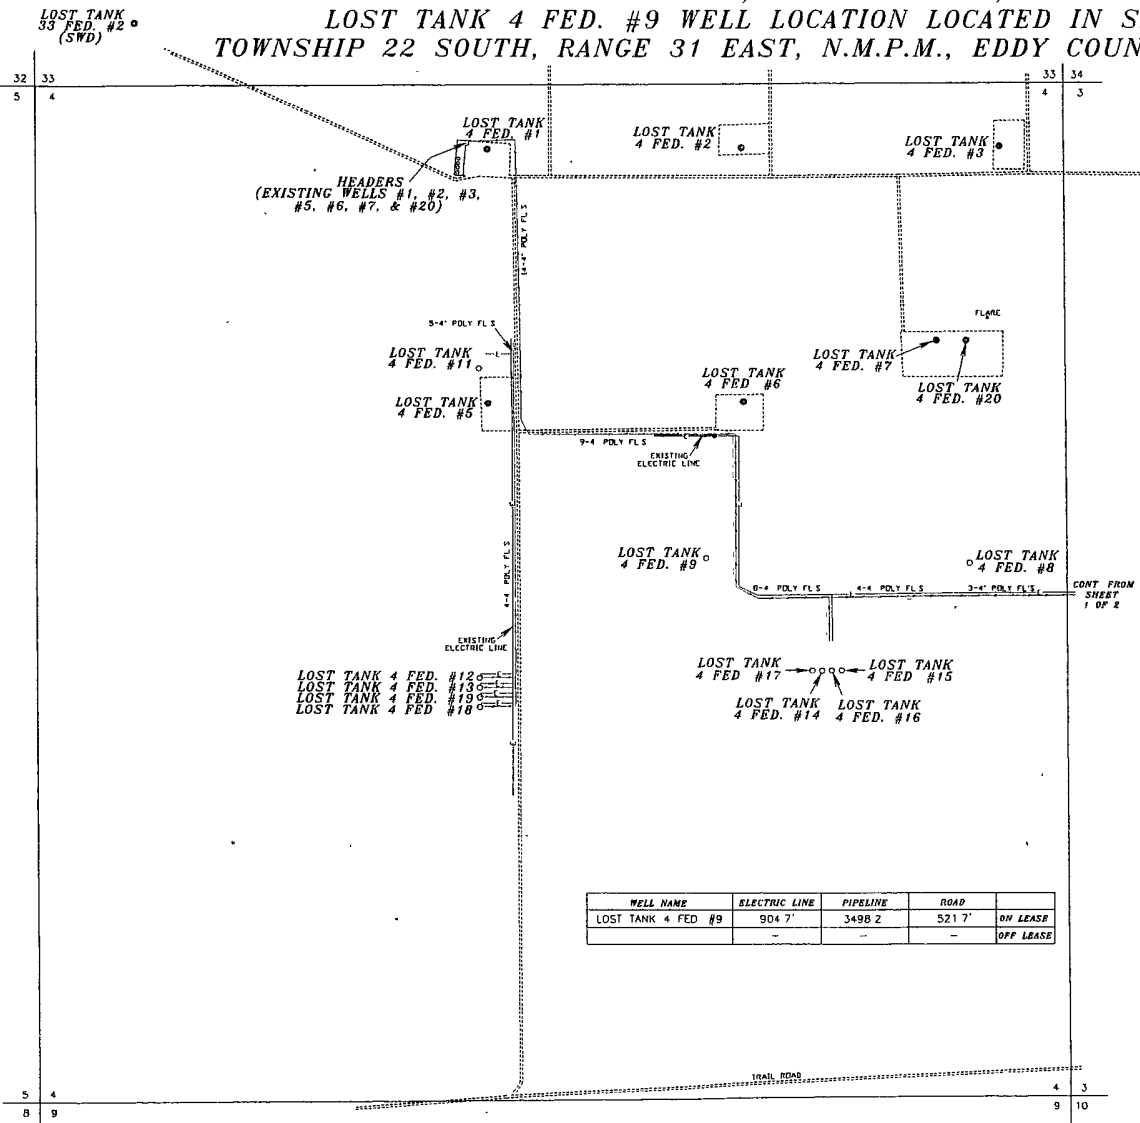 LOST TANK
33 FED. #2
(SWD)
LOST TANK 4 FED. #9 WELL LOCATION LOCATED IN S
TOWNSHIP 22 SOUTH, RANGE 31 EAST, N.M.P.M., EDDY COUN
32 33
5 4
33 34
4 3
LOST TANK
4 FED. #1
LOST TANK
4 FED. #2
LOST TANK
4 FED. #3
HEADERS
(EXISTING WELLS #1, #2, #3,
#5, #6, #7, & #20)
14-4" POLY FL S
FLARE
5-4" POLY FL S
LOST TANK
4 FED. #11
LOST TANK
4 FED. #5
LOST TANK
4 FED #6
LOST TANK
4 FED. #7
LOST TANK
4 FED. #20
9-4 POLY FL S
EXISTING
ELECTRIC LINE
LOST TANK
4 FED. #9
LOST TANK
4 FED. #8
4-4 POLY FL S
8-4 POLY FL S
4-4 POLY FL S
3-4" POLY FL'S
CONT FROM
SHEET
1 OF 2
EXISTING
ELECTRIC LINE
LOST TANK 4 FED. #12
LOST TANK 4 FED. #13
LOST TANK 4 FED. #19
LOST TANK 4 FED #18
LOST TANK
4 FED #17
LOST TANK
4 FED. #15
LOST TANK
4 FED. #14
LOST TANK
4 FED. #16
WELL NAME ELECTRIC LINE PIPELINE ROAD
LOST TANK 4 FED #9 904 7' 3498 2 521 7' ON LEASE
- - - OFF LEASE
TRAIL ROAD
5 4
8 9
4 3
9 10